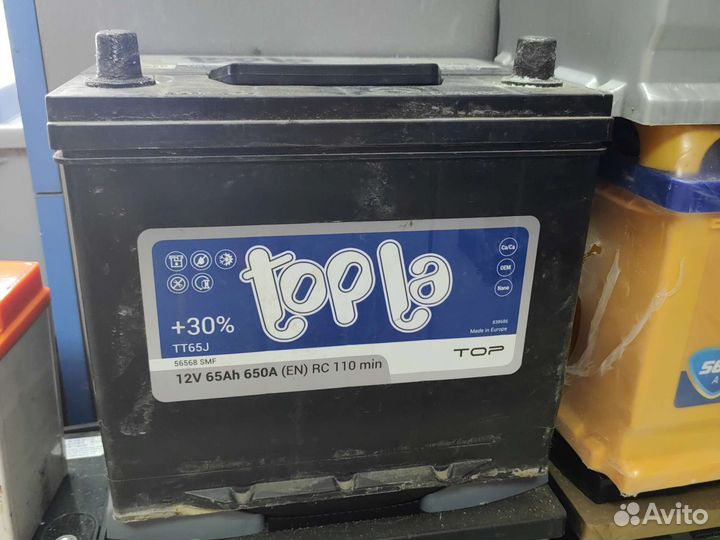 topla
Ca/Ca
OEM
Nano
+30%
TT65J
Made in Europe
56568 SMF
TOP
12V 65Ah 650A (EN) RC 110 min
Avito